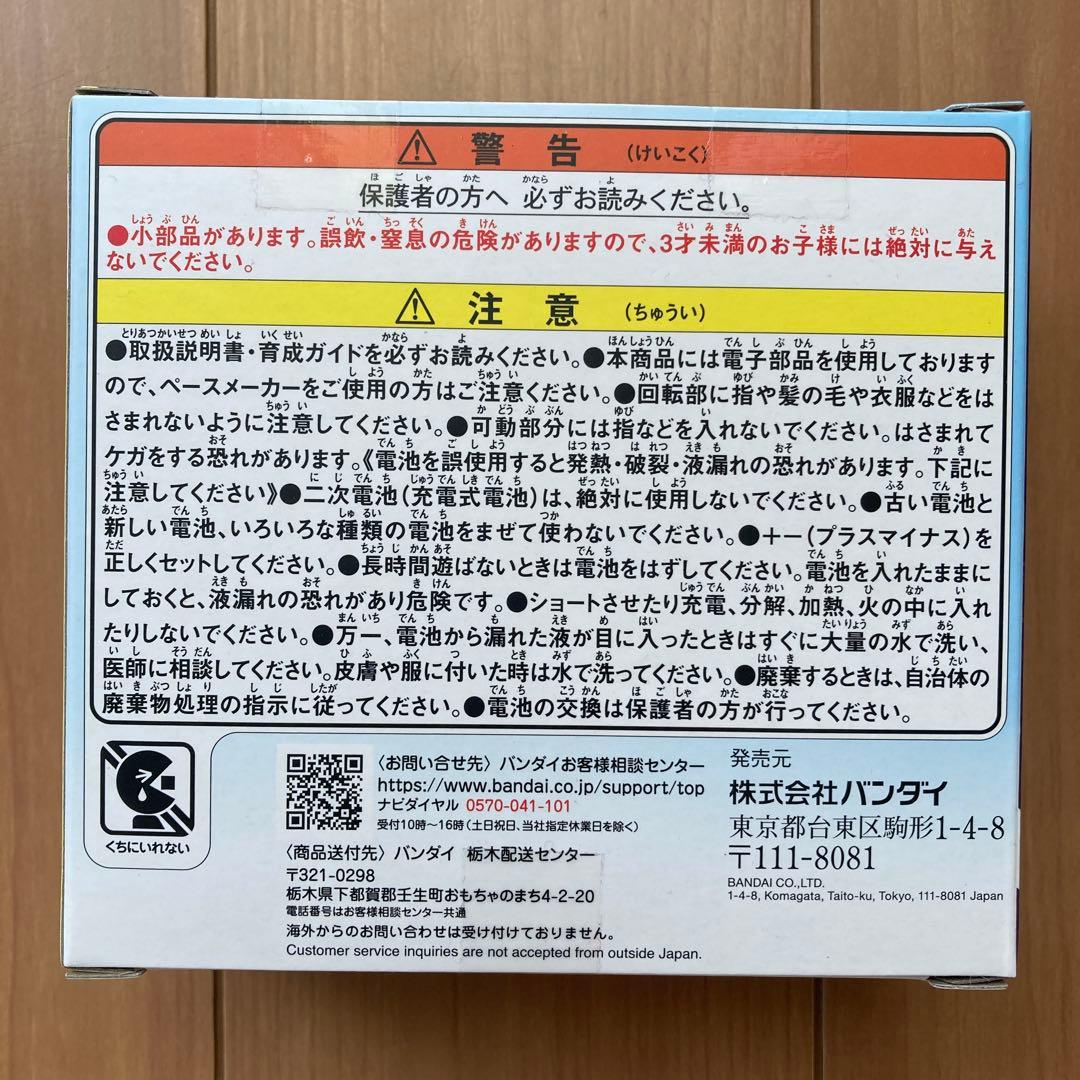 ⚠ 警告 (けいこく)
保護者の方へ 必ずお読みください。
●小部品があります。誤飲・窒息の危険がありますので、3才未満のお子様には絶対に与え
ないでください。
⚠ 注意 (ちゅうい)
●取扱説明書・育成ガイドを必ずお読みください。●本商品には電子部品を使用しております
ので、ペースメーカーをご使用の方はご注意ください。●回転部に指や髪の毛や衣服などをは
さまれないように注意してください。●可動部分には指などを入れないでください。はさまれて
ケガをする恐れがあります。《電池を誤使用すると発熱・破裂・液漏れの恐れがあります。下記に
注意してください》●二次電池(充電式電池)は、絶対に使用しないでください。●古い電池と
新しい電池、いろいろな種類の電池をまぜて使わないでください。●+-(プラスマイナス)を
正しくセットしてください。●長時間遊ばないときは電池をはずしてください。電池を入れたままに
しておくと、液漏れの恐れがあり危険です。●ショートさせたり充電、分解、加熱、火の中に入れ
たりしないでください。●万一、電池から漏れた液が目に入ったときはすぐに大量の水で洗い、
医師に相談してください。皮膚や服に付いた時は水で洗ってください。●廃棄するときは、自治体の
廃棄物処理の指示に従ってください。●電池の交換は保護者の方が行ってください。
くちにいれない
〈お問い合せ先〉バンダイお客様相談センター
https://www.bandai.co.jp/support/top
ナビダイヤル 0570-041-101
受付10時〜16時(土日祝日、当社指定休業日を除く)
〈商品送付先〉バンダイ 栃木配送センター
〒321-0298
栃木県下都賀郡壬生町おもちゃのまち4-2-20
電話番号はお客様相談センター共通
海外からのお問い合わせは受け付けておりません。
Customer service inquiries are not accepted from outside Japan.
発売元
株式会社バンダイ
東京都台東区駒形1-4-8
〒111-8081
BANDAI CO.,LTD.
1-4-8, Komagata, Taito-ku, Tokyo, 111-8081 Japan